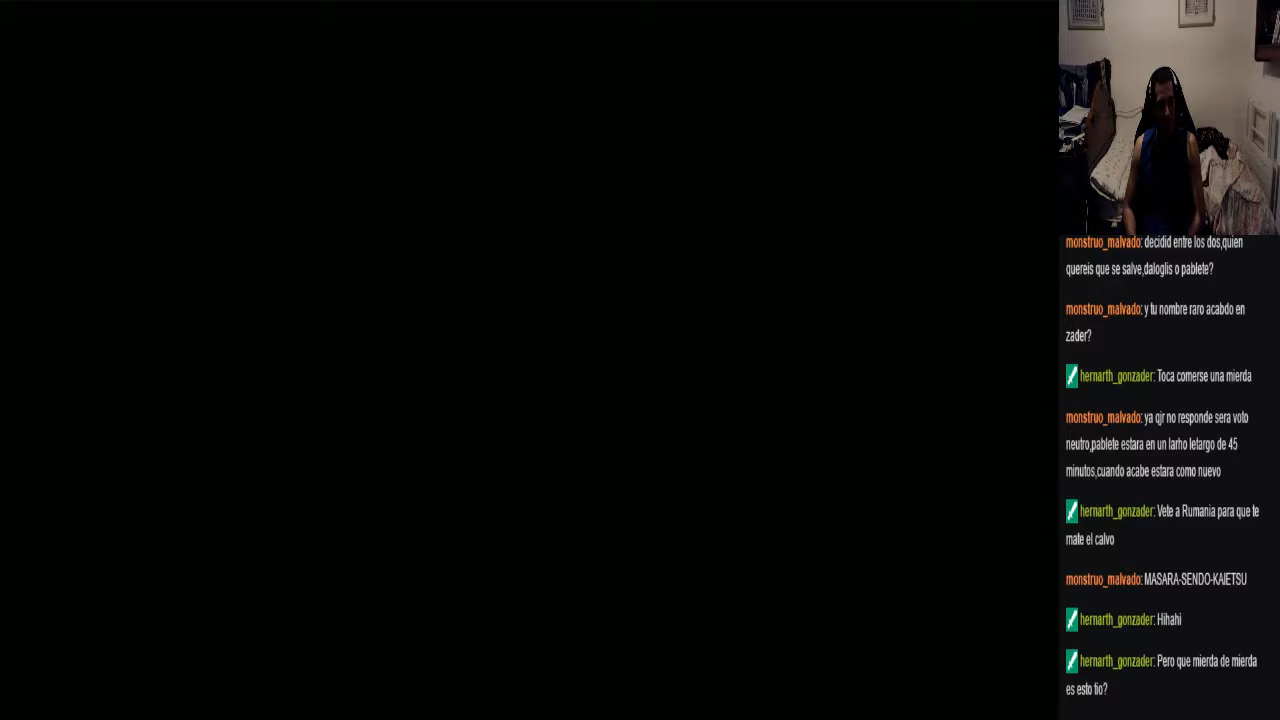 monstruo_malvado: decidid entre los dos,quien
quereis que se salve,daloglis o pablete?
monstruo_malvado: y tu nombre raro acabdo en
zader?
hernarth_gonzader: Toca comerse una mierda
monstruo_malvado: ya qjr no responde sera voto
neutro,pablete estara en un larho letargo de 45
minutos,cuando acabe estara como nuevo
hernarth_gonzader: Vete a Rumania para que te
mate el calvo
monstruo_malvado: MASARA-SENDO-KAIETSU
hernarth_gonzader: Hihahi
hernarth_gonzader: Pero que mierda de mierda
es esto tio?